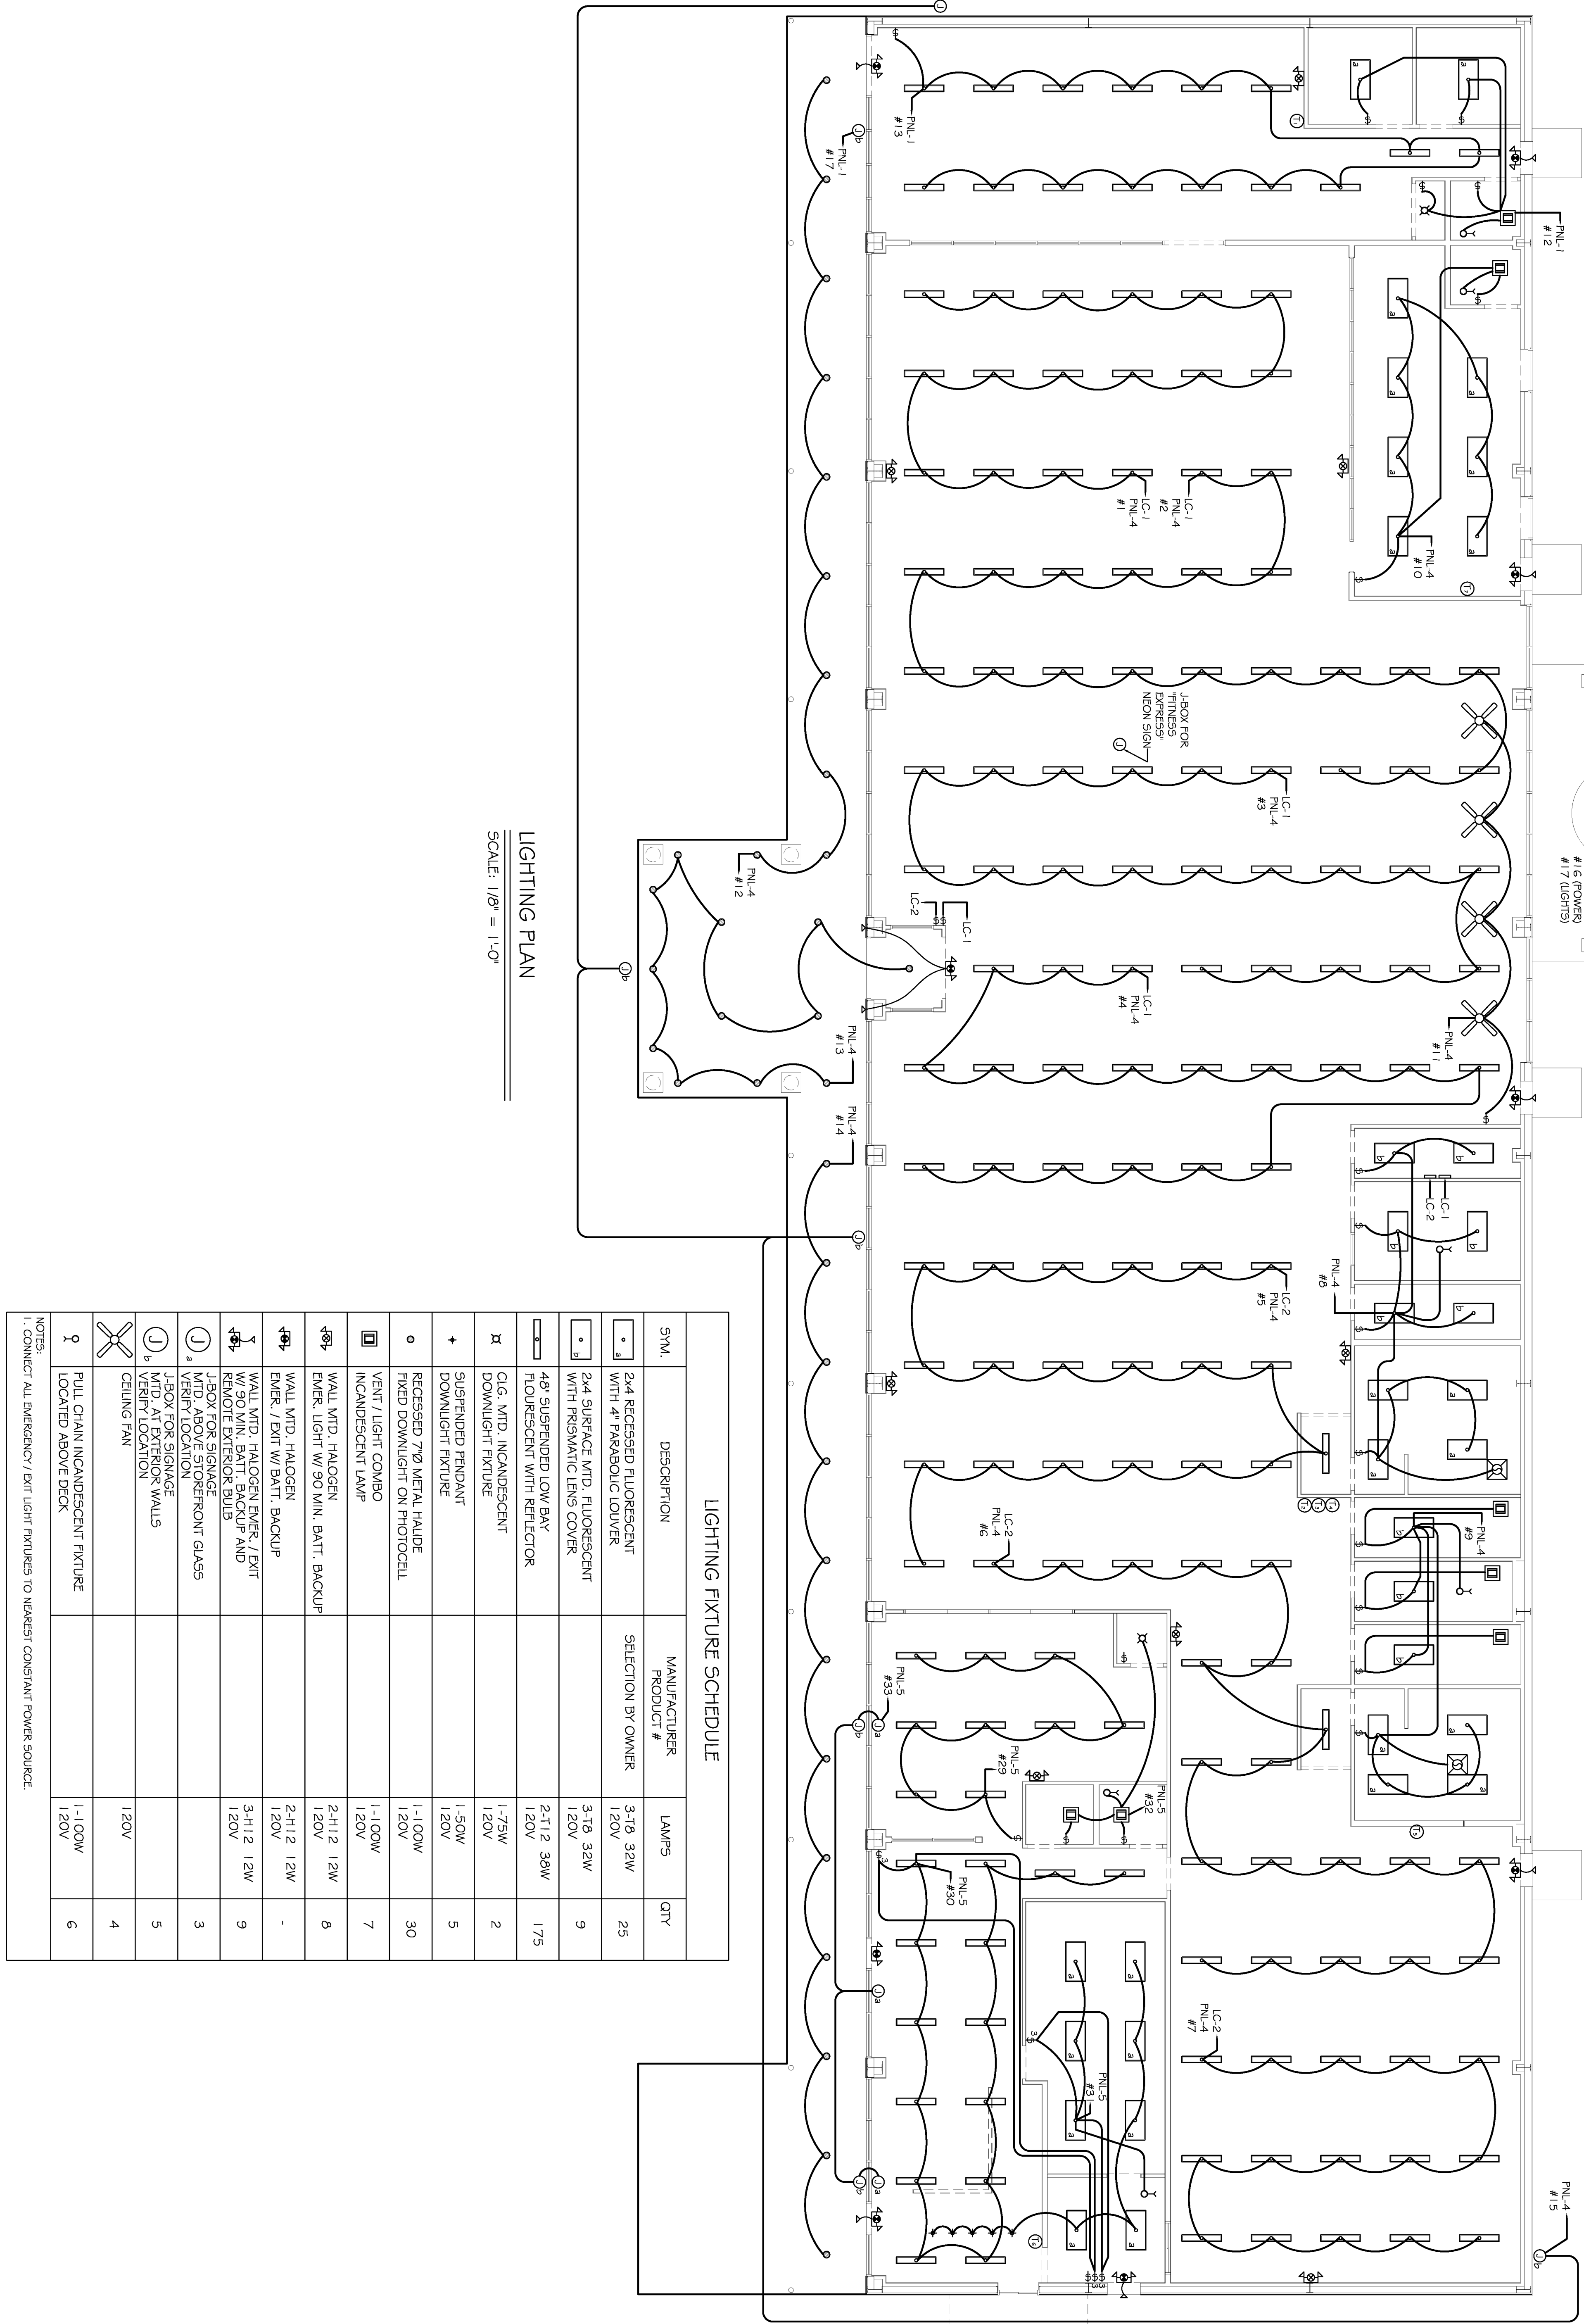 LIGHTING PLAN
SCALE: 1/8" = 1'-0"
PNL-1
#13
PNL-1
#17
PNL-1
#12
LC-1
PNL-4
#1
LC-1
PNL-4
#2
PNL-4
#10
J-BOX FOR
"FITNESS
EXPRESS"
NEON SIGN
LC-1
PNL-4
#3
#16 (POWER)
#17 (LIGHTS)
PNL-4
#12
LC-2
LC-1
LC-1
PNL-4
#4
PNL-4
#11
PNL-4
#13
PNL-4
#14
LC-1
LC-2
PNL-4
#8
LC-2
PNL-4
#5
LC-2
PNL-4
#6
PNL-4
#9
PNL-5
#33
PNL-5
#29
PNL-5
#32
PNL-5
#30
PNL-5
#31
LC-2
PNL-4
#7
PNL-4
#15
LIGHTING FIXTURE SCHEDULE
SYM. DESCRIPTION MANUFACTURER PRODUCT # LAMPS QTY
a 2x4 RECESSED FLUORESCENT SELECTION BY OWNER 3-T8 32W 25
WITH 4" PARABOLIC LOUVER 120V
b 2x4 SURFACE MTD. FLUORESCENT 3-T8 32W 9
WITH PRISMATIC LENS COVER 120V
48" SUSPENDED LOW BAY 2-T12 38W 175
FLOURESCENT WITH REFLECTOR 120V
CLG. MTD. INCANDESCENT 1-75W 2
DOWNLIGHT FIXTURE 120V
SUSPENDED PENDANT 1-50W 5
DOWNLIGHT FIXTURE 120V
RECESSED 7"Ø METAL HALIDE 1-100W 30
FIXED DOWNLIGHT ON PHOTOCELL 120V
VENT / LIGHT COMBO 1-100W 7
INCANDESCENT LAMP 120V
WALL MTD. HALOGEN 2-H12 12W 8
EMER. LIGHT W/ 90 MIN. BATT. BACKUP 120V
WAL MTD. HALOGEN 2-H12 12W -
EMER. / EXIT W/ BATT. BACKUP 120V
WALL MTD. HALOGEN EMER. / EXIT 3-H12 12W 9
W/ 90 MIN. BATT. BACKUP AND 120V
REMOTE EXTERIOR BULB
J a J-BOX FOR SIGNAGE 3
MTD. ABOVE STOREFRONT GLASS
VERIFY LOCATION
J b J-BOX FOR SIGNAGE 5
MTD. AT EXTERIOR WALLS
VERIFY LOCATION
CEILING FAN 120V 4
PULL CHAIN INCANDESCENT FIXTURE 1-100W 6
LOCATED ABOVE DECK 120V
NOTES:
1. CONNECT ALL EMERGENCY / EXIT LIGHT FIXTURES TO NEAREST CONSTANT POWER SOURCE.